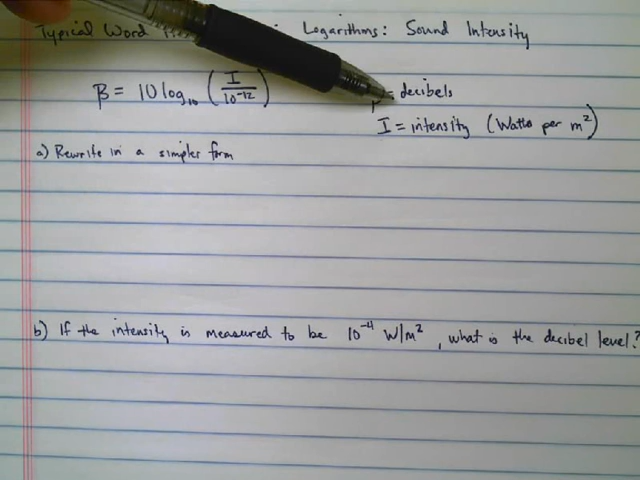 Typical Word Logarithms: Sound Intensity
β = 10 log₁₀ (I / 10⁻¹²) = decibels
I = intensity (Watts per m²)
a) Rewrite in a simpler form
b) If the intensity is measured to be 10⁻⁴ W/m², what is the decibel level?